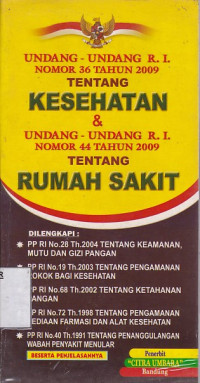 UNDANG - UNDANG R. I.
NOMOR 36 TAHUN 2009
TENTANG
KESEHATAN
&
UNDANG - UNDANG R. I.
NOMOR 44 TAHUN 2009
TENTANG
RUMAH SAKIT
DILENGKAPI :
PP RI No.28 Th.2004 TENTANG KEAMANAN,
MUTU DAN GIZI PANGAN
PP RI No.19 Th.2003 TENTANG PENGAMANAN
ROKOK BAGI KESEHATAN
PP RI No.68 Th.2002 TENTANG KETAHANAN
PANGAN
PP RI No.72 Th.1998 TENTANG PENGAMANAN
SEDIAAN FARMASI DAN ALAT KESEHATAN
PP RI No.40 Th.1991 TENTANG PENANGGULANGAN
WABAH PENYAKIT MENULAR
BESERTA PENJELASANNYA
Penerbit
"CITRA UMBARA"
Bandung